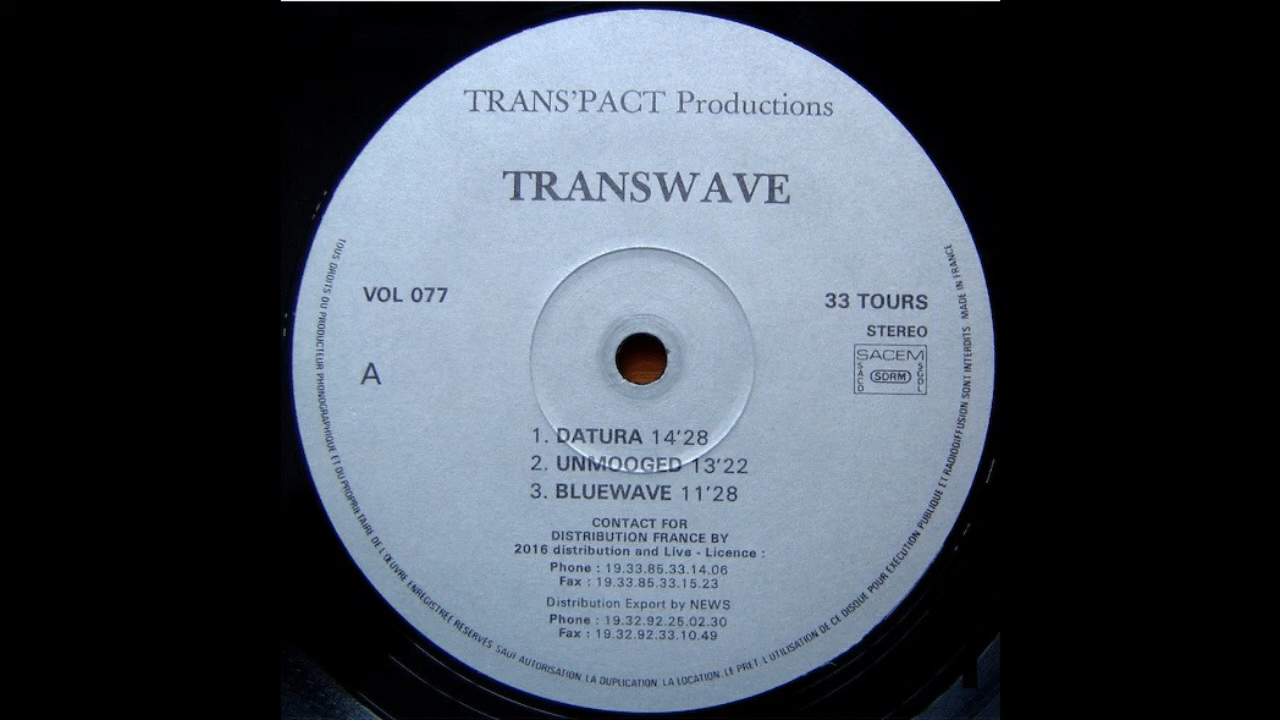 TRANS'PACT Productions
TRANSWAVE
VOL 077
33 TOURS
STEREO
SACEM
SACD
SDRM
SGDL
A
1. DATURA 14'28
2. UNMOOGED 13'22
3. BLUEWAVE 11'28
CONTACT FOR
DISTRIBUTION FRANCE BY
2016 distribution and Live - Licence :
Phone : 19.33.85.33.14.06
Fax : 19.33.85.33.15.23
Distribution Export by NEWS
Phone : 19.32.92.25.02.30
Fax : 19.32.92.33.10.49
TOUS DROITS DU PRODUCTEUR PHONOGRAPHIQUE ET DU PROPRIETAIRE DE L'ŒUVRE ENREGISTREE RESERVES SAUF AUTORISATION, LA DUPLICATION, LA LOCATION, LE PRET, L'UTILISATION DE CE DISQUE POUR EXECUTION PUBLIQUE ET RADIODIFFUSION SONT INTERDITS MADE IN FRANCE